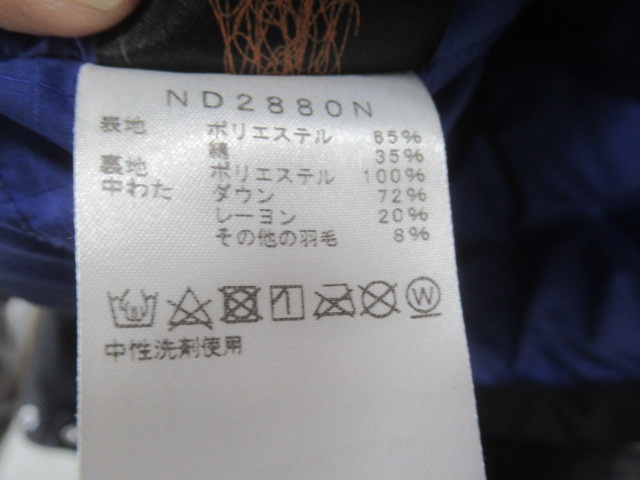 ND2880N
表地 ポリエステル 65%
綿 35%
裏地 ポリエステル 100%
中わた ダウン 72%
レーヨン 20%
その他の羽毛 8%
W
中性洗剤使用